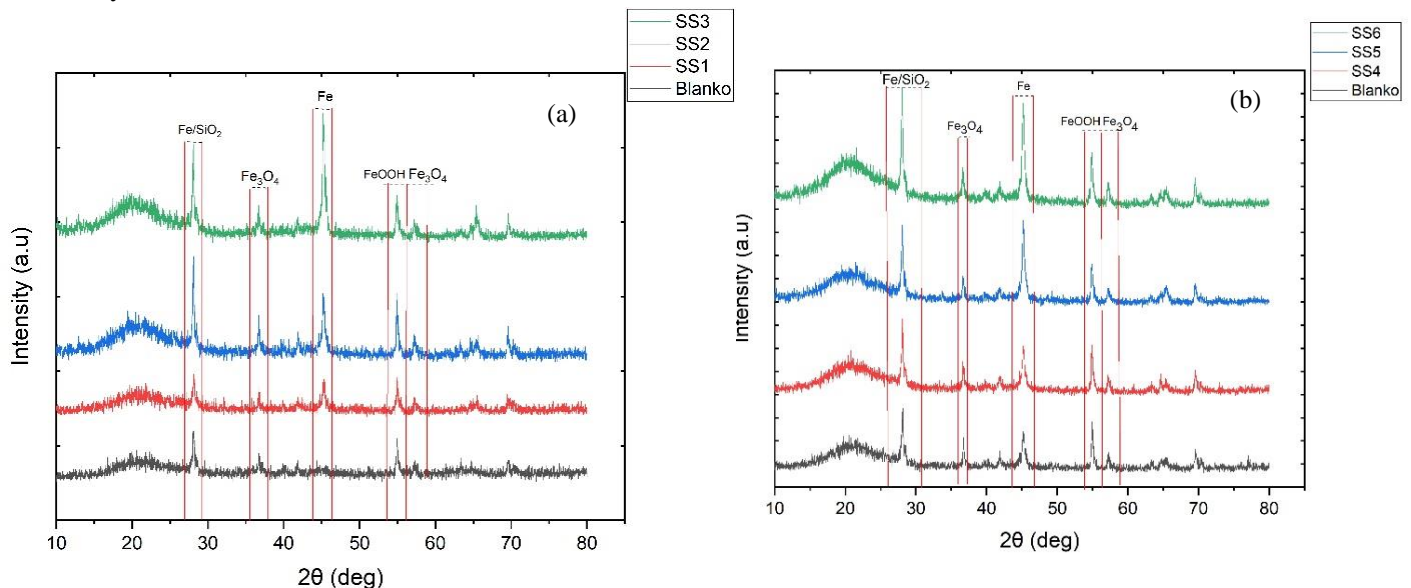 SS3
SS2
SS1
Blanko
(a)
Fe
Fe/SiO2
Fe3O4
FeOOH Fe3O4
Intensity (a.u)
10 20 30 40 50 60 70 80
2θ (deg)
SS6
SS5
SS4
Blanko
(b)
Fe/SiO2
Fe
Fe3O4
FeOOH Fe3O4
Intensity (a.u)
10 20 30 40 50 60 70 80
2θ (deg)